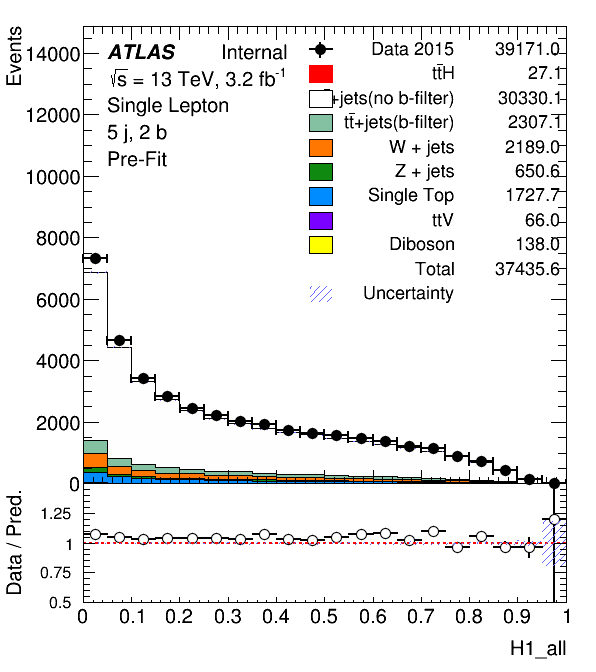 Events
14000
12000
10000
8000
6000
4000
2000
0
ATLAS Internal
√s = 13 TeV, 3.2 fb-1
Single Lepton
5 j, 2 b
Pre-Fit
Data 2015 39171.0
tt̄H 27.1
+jets(no b-filter) 30330.1
tt̄+jets(b-filter) 2307.1
W + jets 2189.0
Z + jets 650.6
Single Top 1727.7
ttV 66.0
Diboson 138.0
Total 37435.6
Uncertainty
Data / Pred.
1.25
1
0.75
0.5
0 0.1 0.2 0.3 0.4 0.5 0.6 0.7 0.8 0.9 1
H1_all